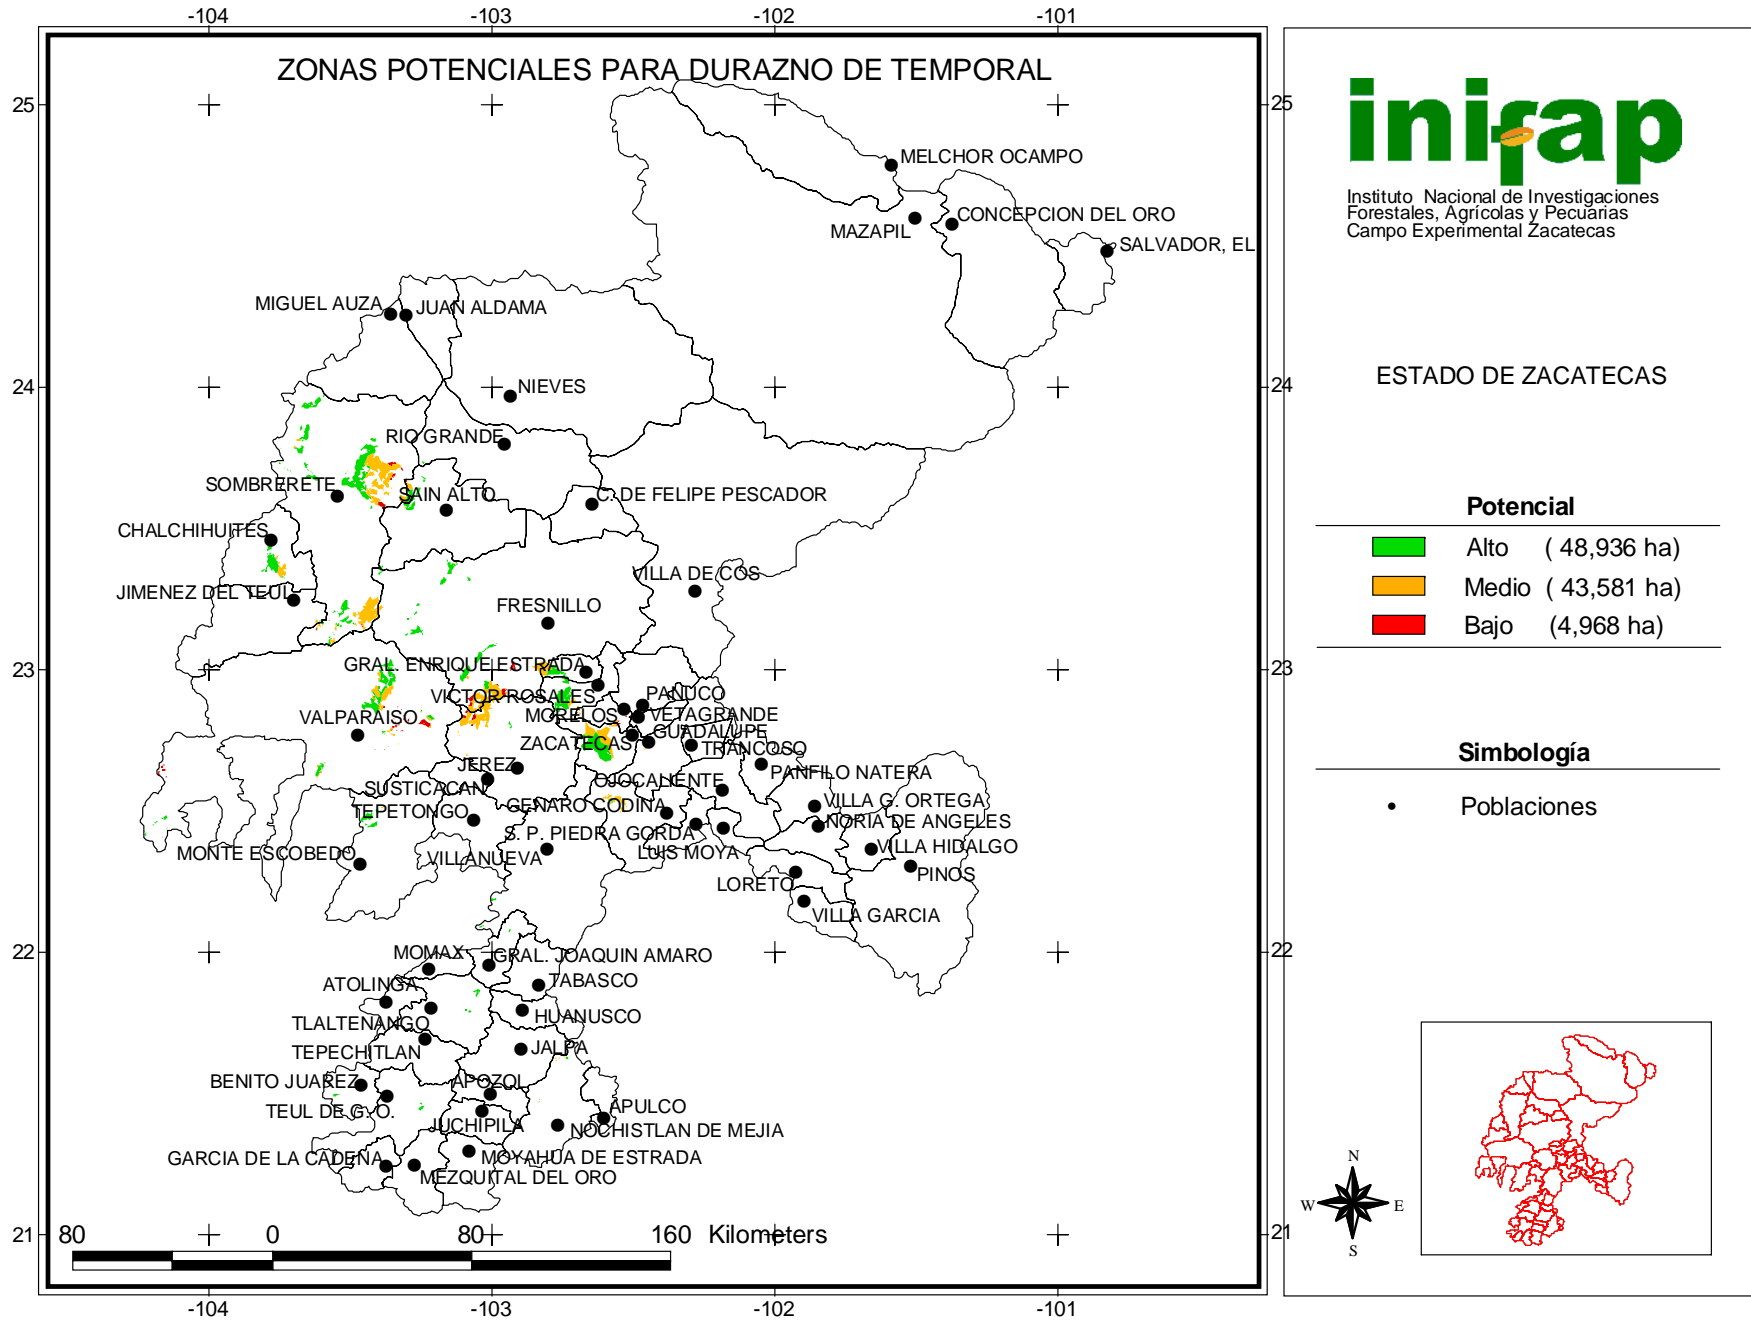 -104 -103 -102 -101
ZONAS POTENCIALES PARA DURAZNO DE TEMPORAL
25 25
MELCHOR OCAMPO
CONCEPCION DEL ORO
MAZAPIL
SALVADOR, EL
MIGUEL AUZA
JUAN ALDAMA
24 24
NIEVES
RIO GRANDE
SOMBRERETE
SAIN ALTO
C. DE FELIPE PESCADOR
CHALCHIHUITES
JIMENEZ DEL TEUL
VILLA DE COS
FRESNILLO
23 23
GRAL. ENRIQUE ESTRADA
VICTOR ROSALES
PANUCO
MORELOS
VETAGRANDE
VALPARAISO
GUADALUPE
ZACATECAS
TRANCOSO
JEREZ
PANFILO NATERA
SUSTICACAN
OJOCALIENTE
TEPETONGO
GENARO CODINA
VILLA G. ORTEGA
NORIA DE ANGELES
S. P. PIEDRA GORDA
MONTE ESCOBEDO
VILLANUEVA
LUIS MOYA
VILLA HIDALGO
PINOS
LORETO
VILLA GARCIA
22 22
MOMAX
GRAL. JOAQUIN AMARO
ATOLINGA
TABASCO
TLALTENANGO
HUANUSCO
TEPECHITLAN
JALPA
BENITO JUAREZ
APOZOL
TEUL DE G. O.
APULCO
JUCHIPILA
NOCHISTLAN DE MEJIA
GARCIA DE LA CADENA
MOYAHUA DE ESTRADA
MEZQUITAL DEL ORO
21 21
80 0 80 160 Kilometers
-104 -103 -102 -101
inifap
Instituto Nacional de Investigaciones
Forestales, Agrícolas y Pecuarias
Campo Experimental Zacatecas
ESTADO DE ZACATECAS
Potencial
Alto ( 48,936 ha)
Medio ( 43,581 ha)
Bajo (4,968 ha)
Simbología
Poblaciones
N
W E
S